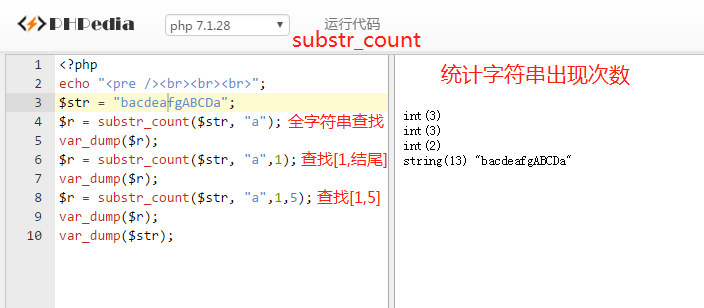 PHPedia php 7.1.28 运行代码
substr_count
1 <?php
2 echo "<pre /><br><br><br>";
3 $str = "bacdeafgABCDa";
4 $r = substr_count($str, "a"); 全字符串查找
5 var_dump($r);
6 $r = substr_count($str, "a",1); 查找[1,结尾]
7 var_dump($r);
8 $r = substr_count($str, "a",1,5); 查找[1,5]
9 var_dump($r);
10 var_dump($str);
统计字符串出现次数
int(3)
int(3)
int(2)
string(13) "bacdeafgABCDa"